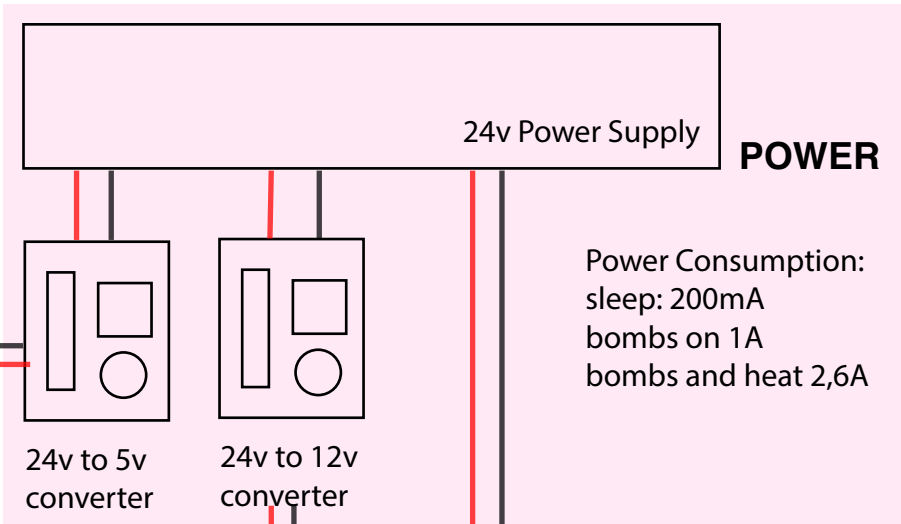 24v Power Supply
POWER
Power Consumption:
sleep: 200mA
bombs on 1A
bombs and heat 2,6A
24v to 5v
converter
24v to 12v
converter